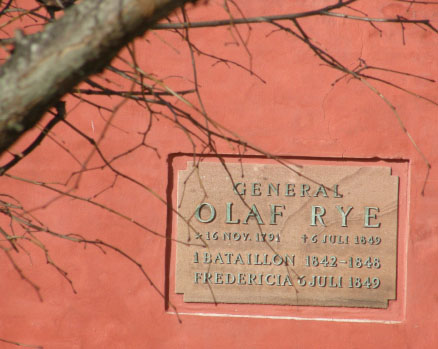 GENERAL
OLAF RYE
* 16 NOV. 1791 † 6 JULI 1849
1 BATAILLON 1842-1848
FREDERICIA 6 JULI 1849